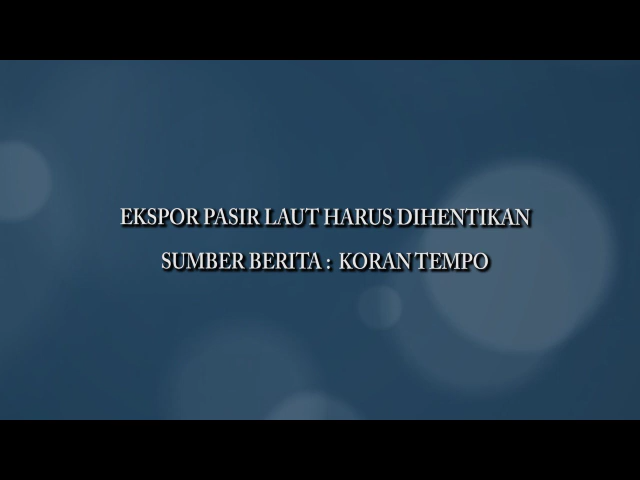 EKSPOR PASIR LAUT HARUS DIHENTIKAN
SUMBER BERITA : KORAN TEMPO